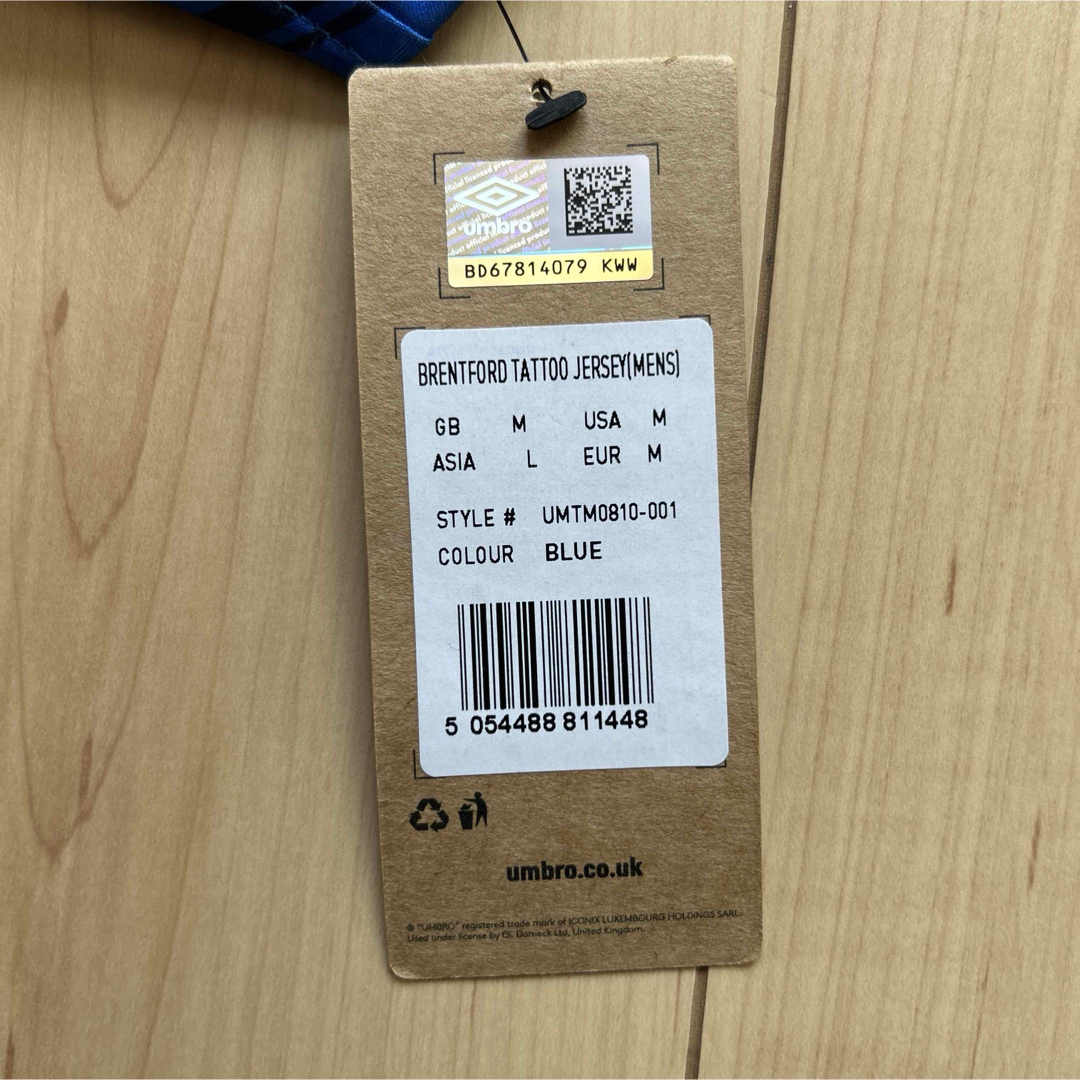 umbro
BD67814079 KWW
BRENTFORD TATTOO JERSEY(MENS)
GB M USA M
ASIA L EUR M
STYLE # UMTM0810-001
COLOUR BLUE
5 054488 811448
umbro.co.uk
® "UMBRO" registered trade mark of ICONIX LUXEMBOURG HOLDINGS SARL.
Used under license by GL Dameck Ltd, United Kingdom.